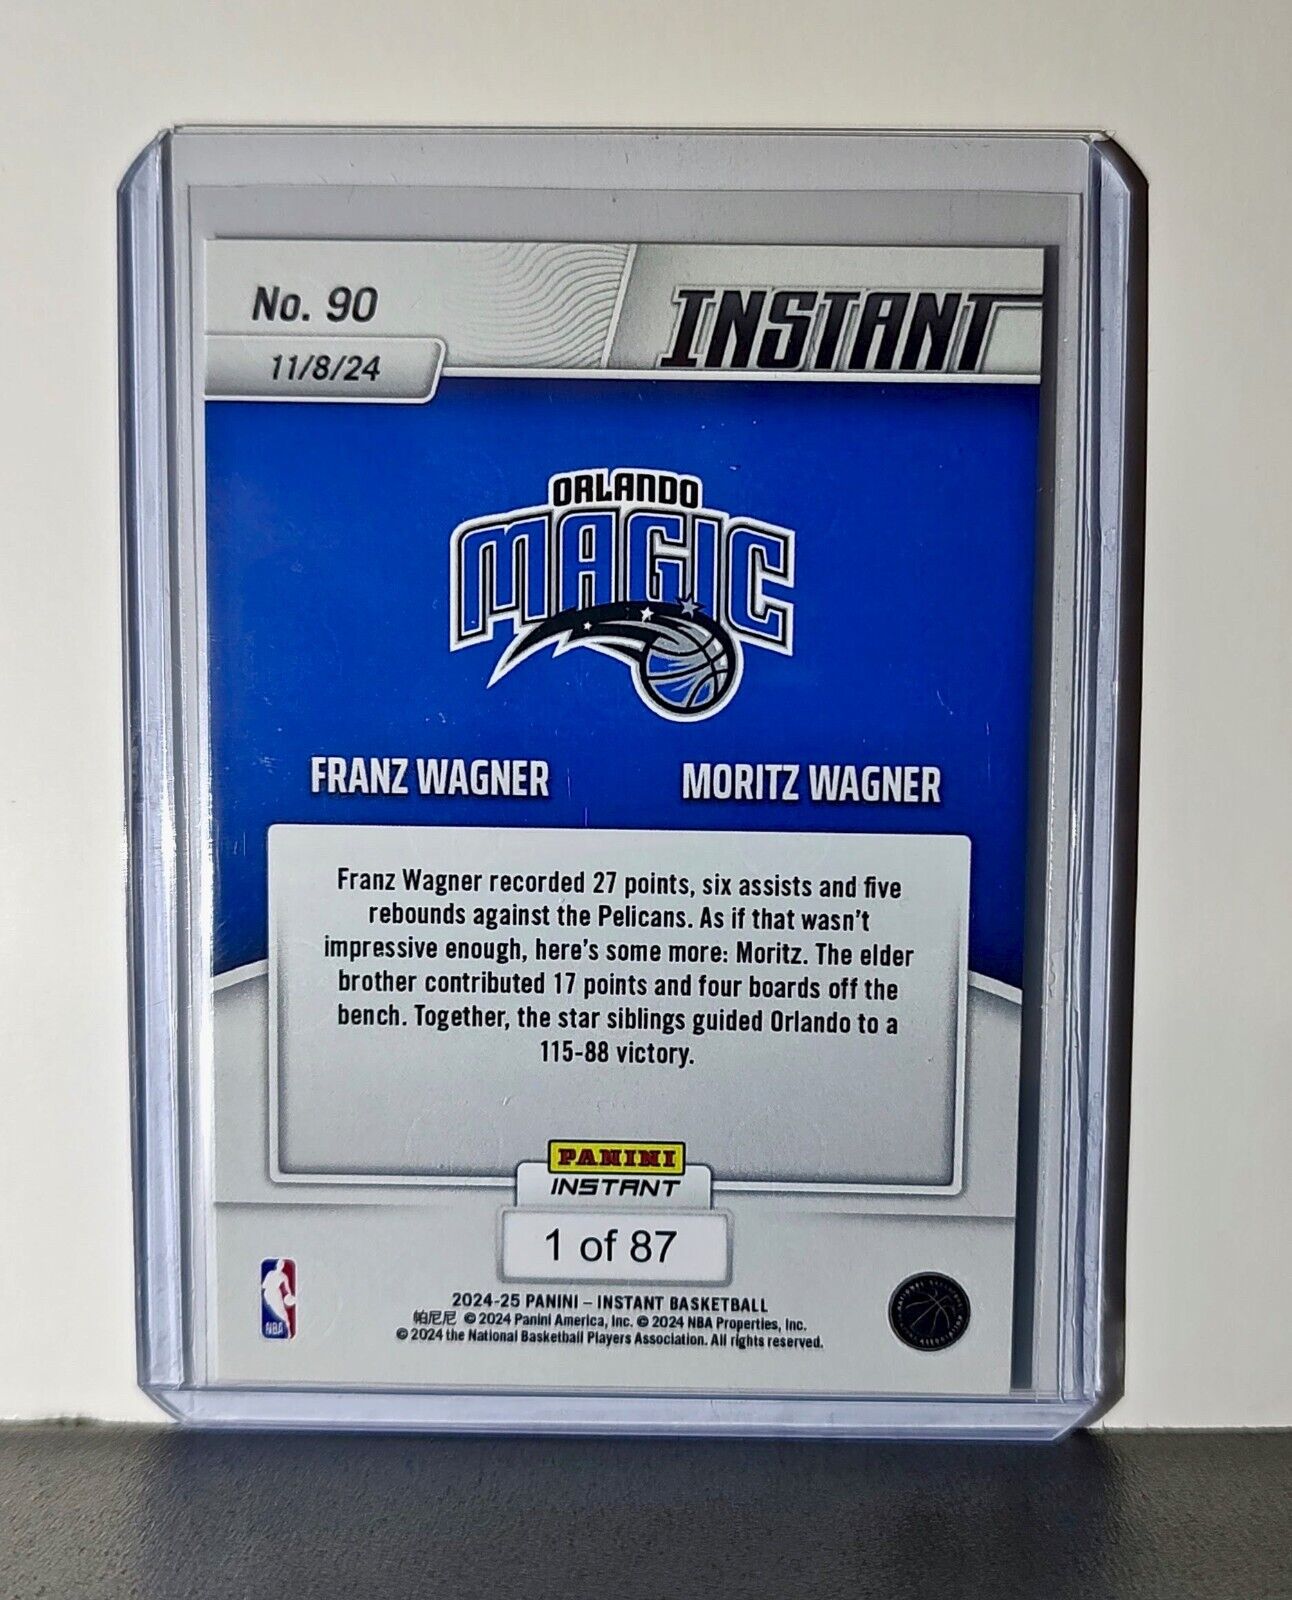 No. 90
INSTANT
11/8/24
ORLANDO
MAGIC
FRANZ WAGNER
MORITZ WAGNER
Franz Wagner recorded 27 points, six assists and five
rebounds against the Pelicans. As if that wasn't
impressive enough, here's some more: Moritz. The elder
brother contributed 17 points and four boards off the
bench. Together, the star siblings guided Orlando to a
115-88 victory.
PANINI
INSTANT
1 of 87
NBA
2024-25 PANINI – INSTANT BASKETBALL
帕尼尼 © 2024 Panini America, Inc. © 2024 NBA Properties, Inc.
© 2024 the National Basketball Players Association. All rights reserved.